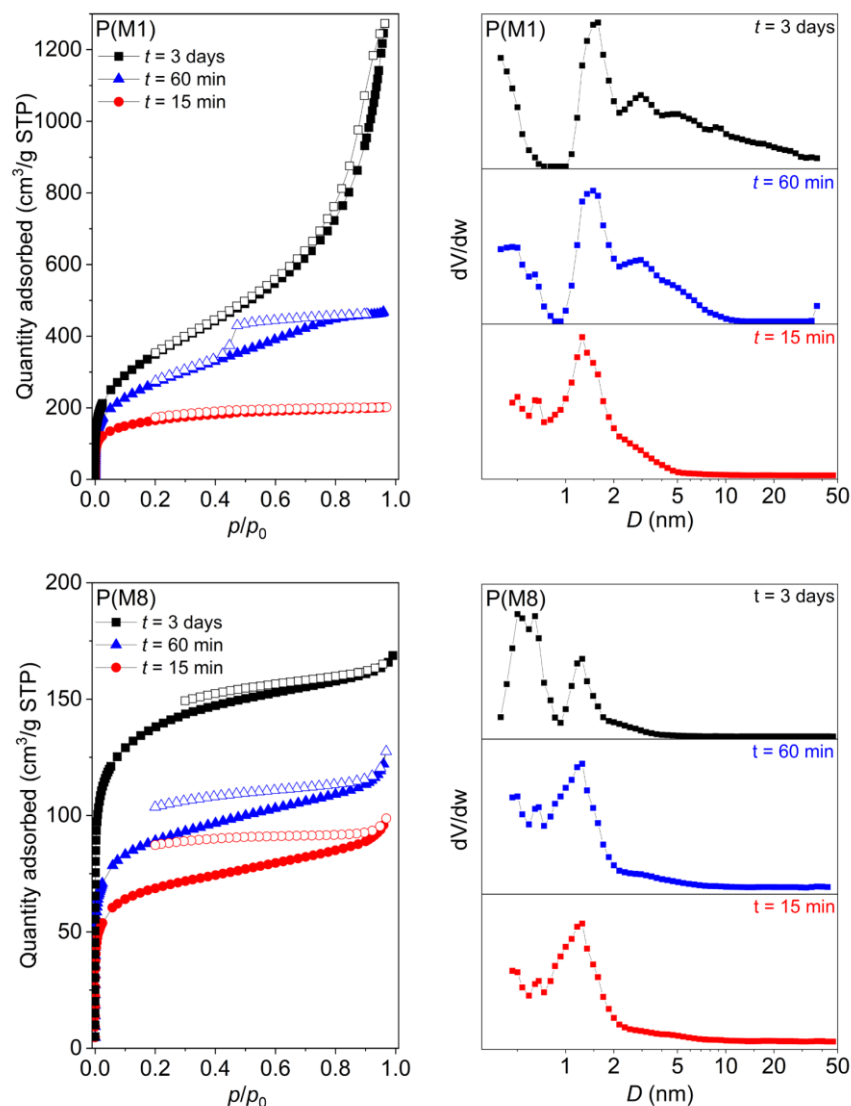 P(M1)
t = 3 days
t = 60 min
t = 15 min
Quantity adsorbed (cm³/g STP)
1200
1000
800
600
400
200
0
0.0 0.2 0.4 0.6 0.8 1.0
p/p₀
P(M1)
t = 3 days
t = 60 min
t = 15 min
dV/dw
1 2 5 10 20 50
D (nm)
P(M8)
t = 3 days
t = 60 min
t = 15 min
Quantity adsorbed (cm³/g STP)
200
150
100
50
0
0.0 0.2 0.4 0.6 0.8 1.0
p/p₀
P(M8)
t = 3 days
t = 60 min
t = 15 min
dV/dw
1 2 5 10 20 50
D (nm)